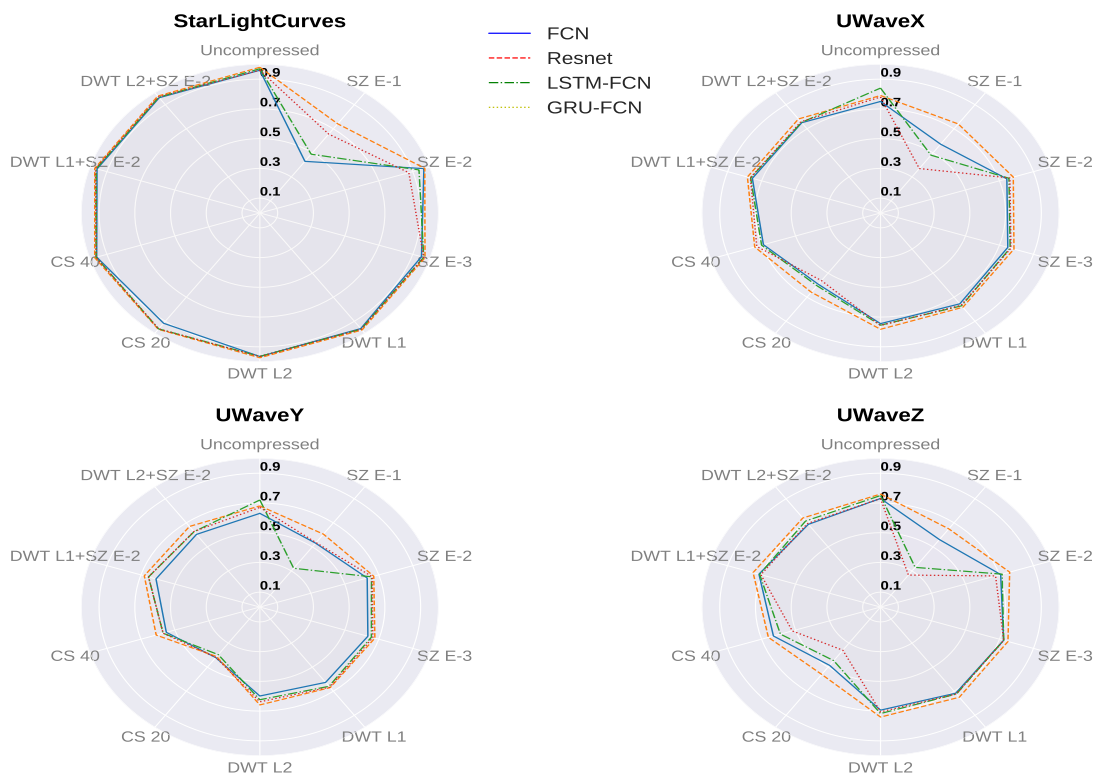 StarLightCurves
Uncompressed
DWT L2+SZ E-2
0.9
SZ E-1
0.7
0.5
DWT L1+SZ E-2
0.3
SZ E-2
0.1
CS 40
SZ E-3
CS 20
DWT L1
DWT L2
FCN
Resnet
LSTM-FCN
GRU-FCN
UWaveX
Uncompressed
DWT L2+SZ E-2
0.9
SZ E-1
0.7
0.5
DWT L1+SZ E-2
0.3
SZ E-2
0.1
CS 40
SZ E-3
CS 20
DWT L1
DWT L2
UWaveY
Uncompressed
DWT L2+SZ E-2
0.9
SZ E-1
0.7
0.5
DWT L1+SZ E-2
0.3
SZ E-2
0.1
CS 40
SZ E-3
CS 20
DWT L1
DWT L2
UWaveZ
Uncompressed
DWT L2+SZ E-2
0.9
SZ E-1
0.7
0.5
DWT L1+SZ E-2
0.3
SZ E-2
0.1
CS 40
SZ E-3
CS 20
DWT L1
DWT L2